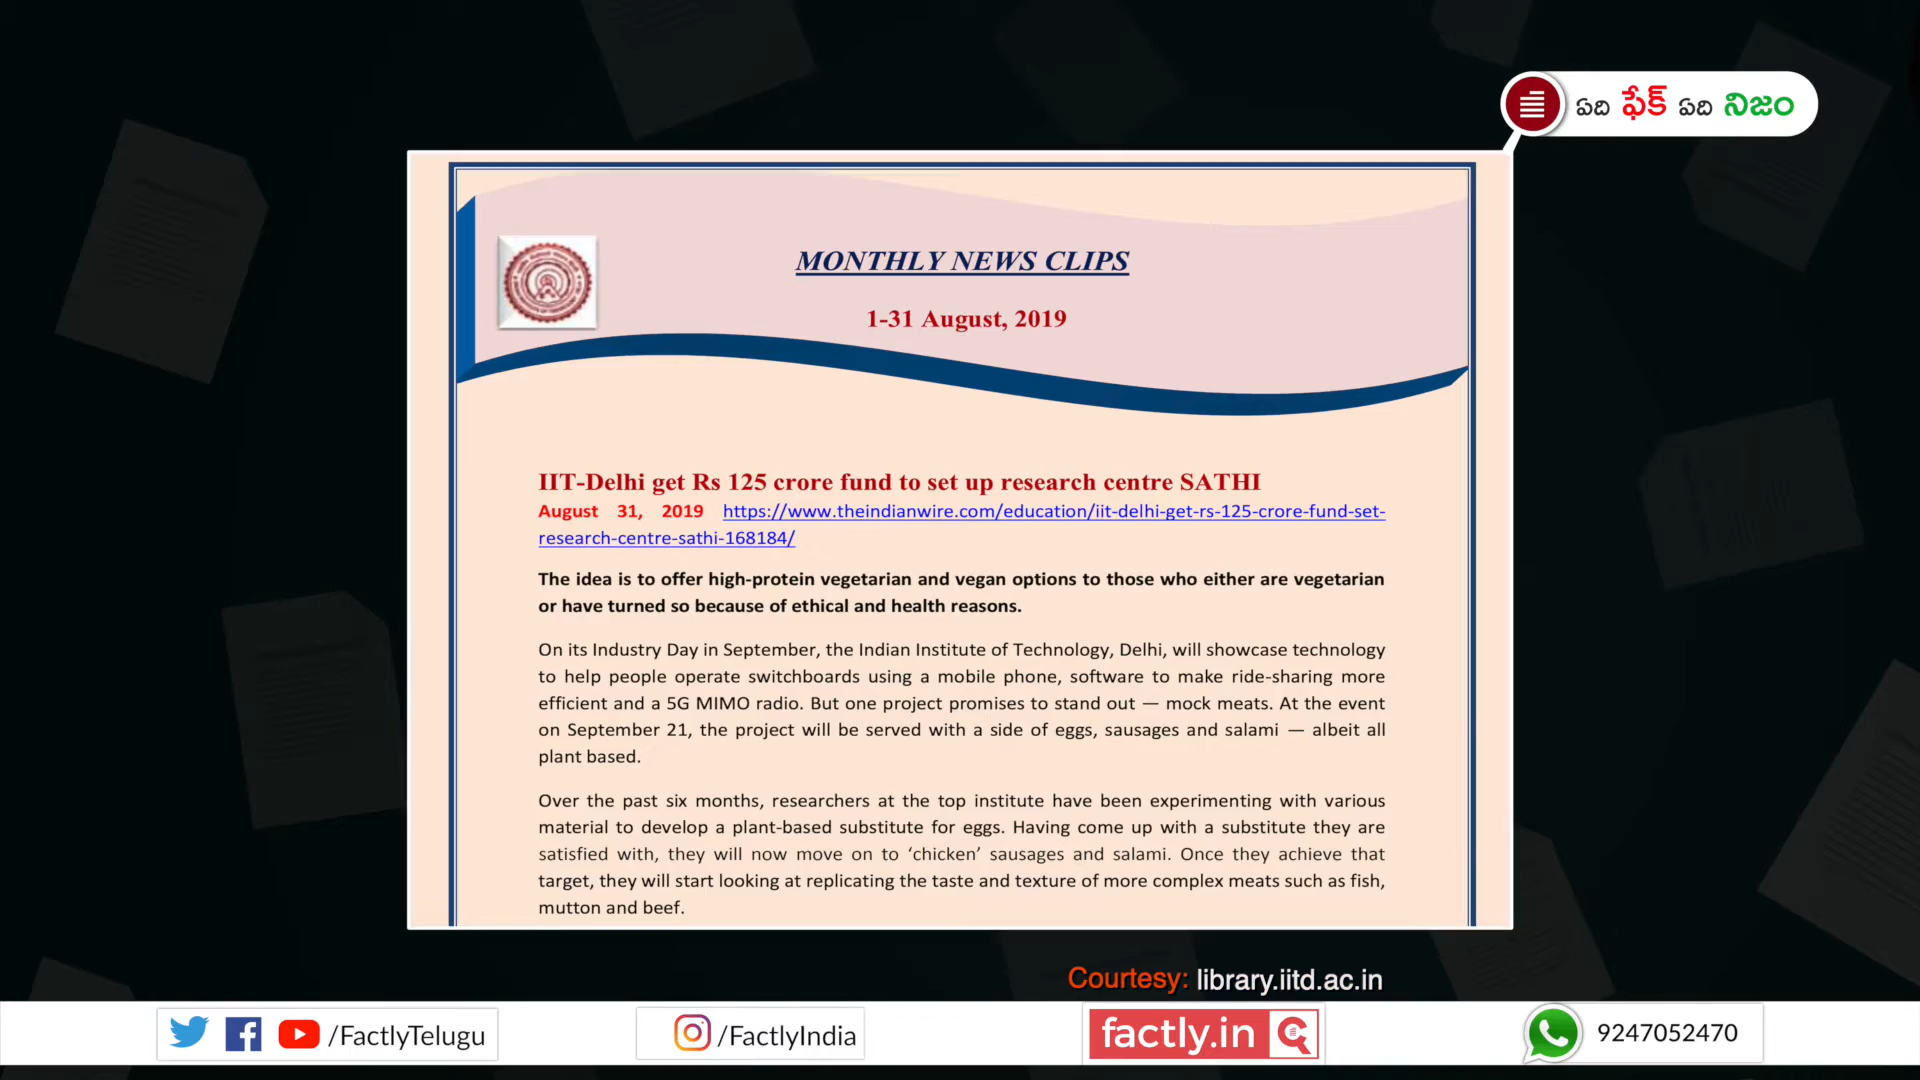 ఏది ఫేక్ ఏది నిజం
MONTHLY NEWS CLIPS
1-31 August, 2019
IIT-Delhi get Rs 125 crore fund to set up research centre SATHI
August 31, 2019 https://www.theindianwire.com/education/iit-delhi-get-rs-125-crore-fund-set-
research-centre-sathi-168184/
The idea is to offer high-protein vegetarian and vegan options to those who either are vegetarian
or have turned so because of ethical and health reasons.
On its Industry Day in September, the Indian Institute of Technology, Delhi, will showcase technology
to help people operate switchboards using a mobile phone, software to make ride-sharing more
efficient and a 5G MIMO radio. But one project promises to stand out — mock meats. At the event
on September 21, the project will be served with a side of eggs, sausages and salami — albeit all
plant based.
Over the past six months, researchers at the top institute have been experimenting with various
material to develop a plant-based substitute for eggs. Having come up with a substitute they are
satisfied with, they will now move on to ‘chicken’ sausages and salami. Once they achieve that
target, they will start looking at replicating the taste and texture of more complex meats such as fish,
mutton and beef.
Courtesy: library.iitd.ac.in
/FactlyTelugu
/FactlyIndia
factly.in
9247052470